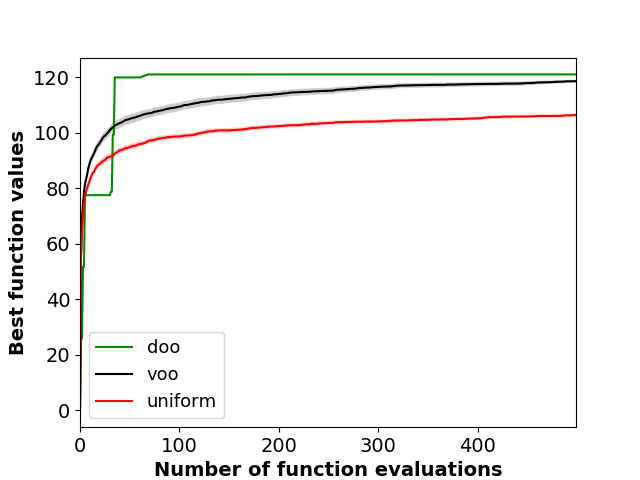 120
100
80
60
40
20
0
Best function values
doo
voo
uniform
0 100 200 300 400
Number of function evaluations